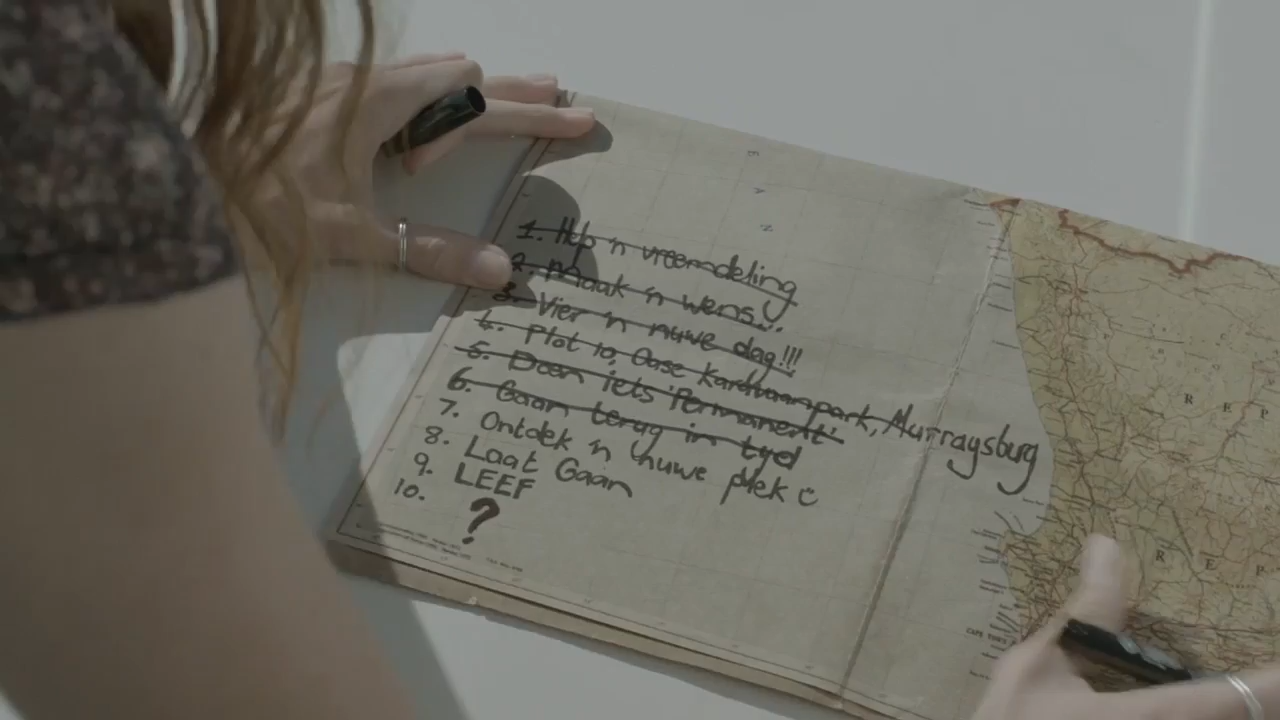 1. Help 'n vreemdeling
2. Maak 'n wens!..
3. Vier 'n nuwe dag!!!
4. Plot 10, Oase Karavaanpark, Murraysburg
5. Doen iets 'Permanent'
6. Gaan terug in tyd
7. Ontdek 'n nuwe plek
8. Laat Gaan
9. LEEF
10. ?
R E P
R E P